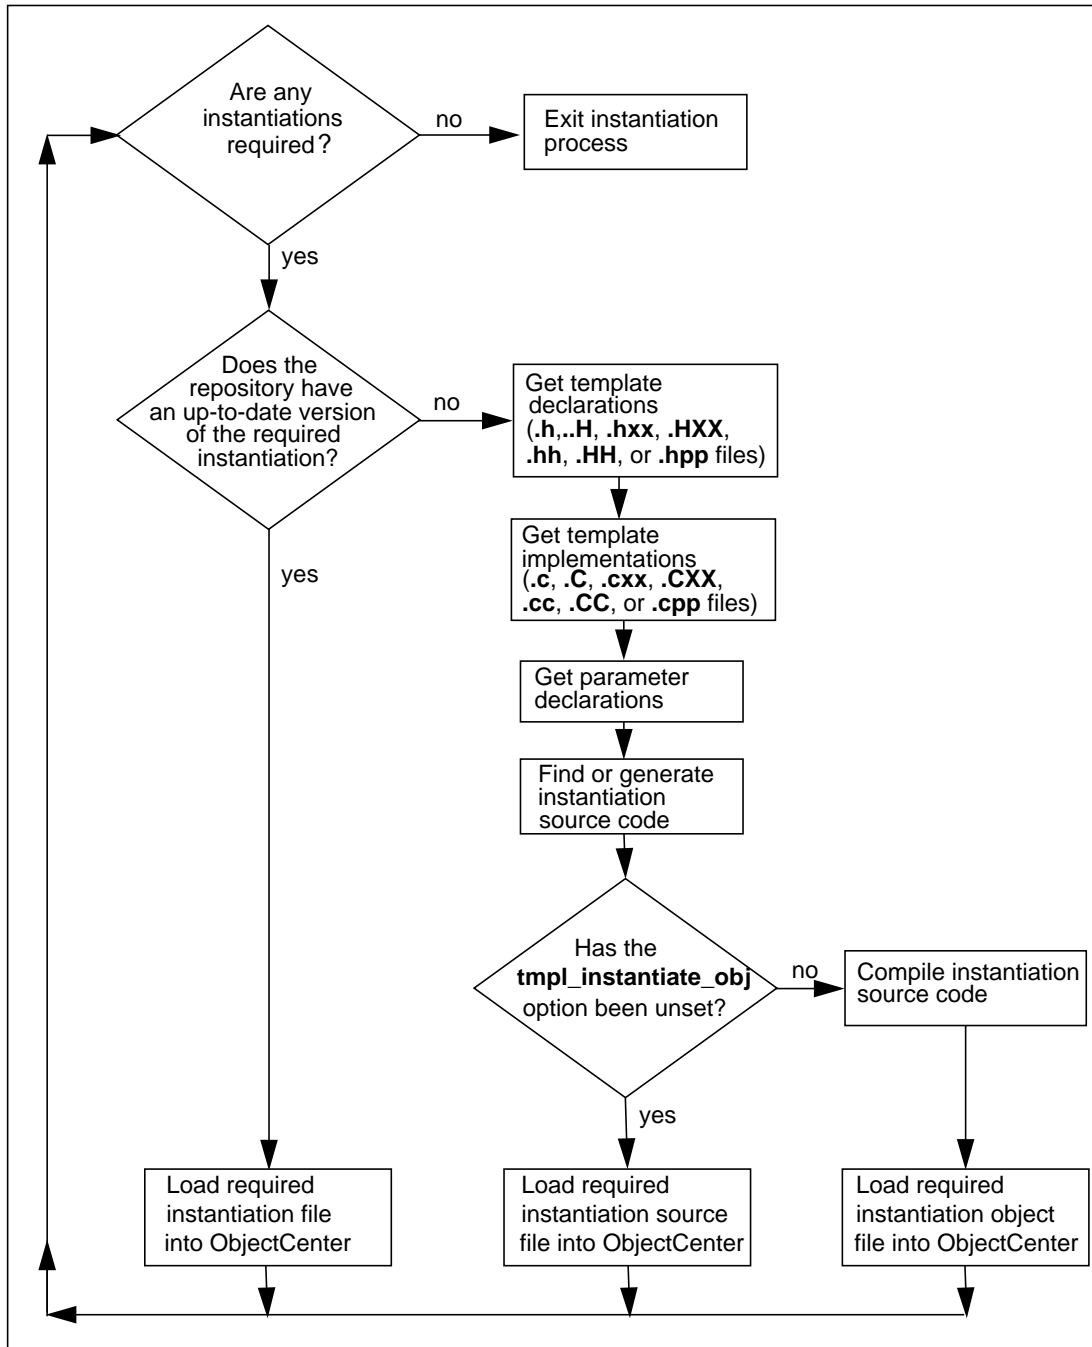 Are any
instantiations
required?
no
Exit instantiation
process
yes
Does the
repository have
an up-to-date version
of the required
instantiation?
no
Get template
declarations
(.h,..H, .hxx, .HXX,
.hh, .HH, or .hpp files)
Get template
implementations
(.c, .C, .cxx, .CXX,
.cc, .CC, or .cpp files)
yes
Get parameter
declarations
Find or generate
instantiation
source code
Has the
tmpl_instantiate_obj
option been unset?
no
Compile instantiation
source code
yes
Load required
instantiation file
into ObjectCenter
Load required
instantiation source
file into ObjectCenter
Load required
instantiation object
file into ObjectCenter